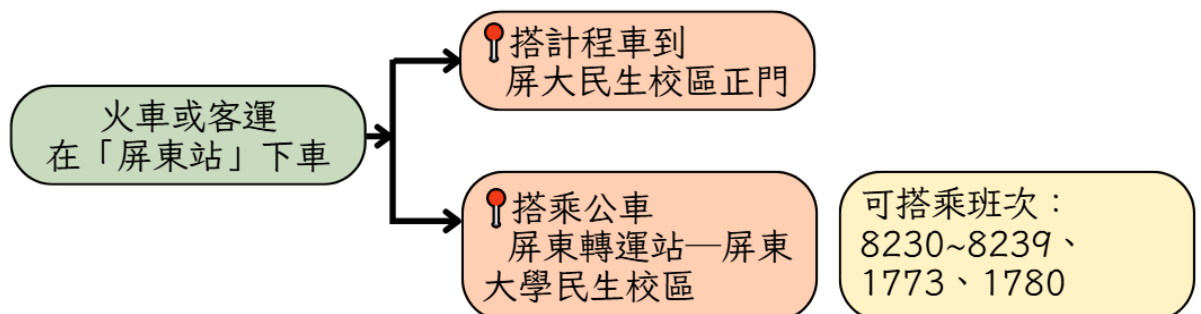 火車或客運
在「屏東站」下車
搭計程車到
屏大民生校區正門
搭乘公車
屏東轉運站—屏東
大學民生校區
可搭乘班次：
8230~8239、
1773、1780